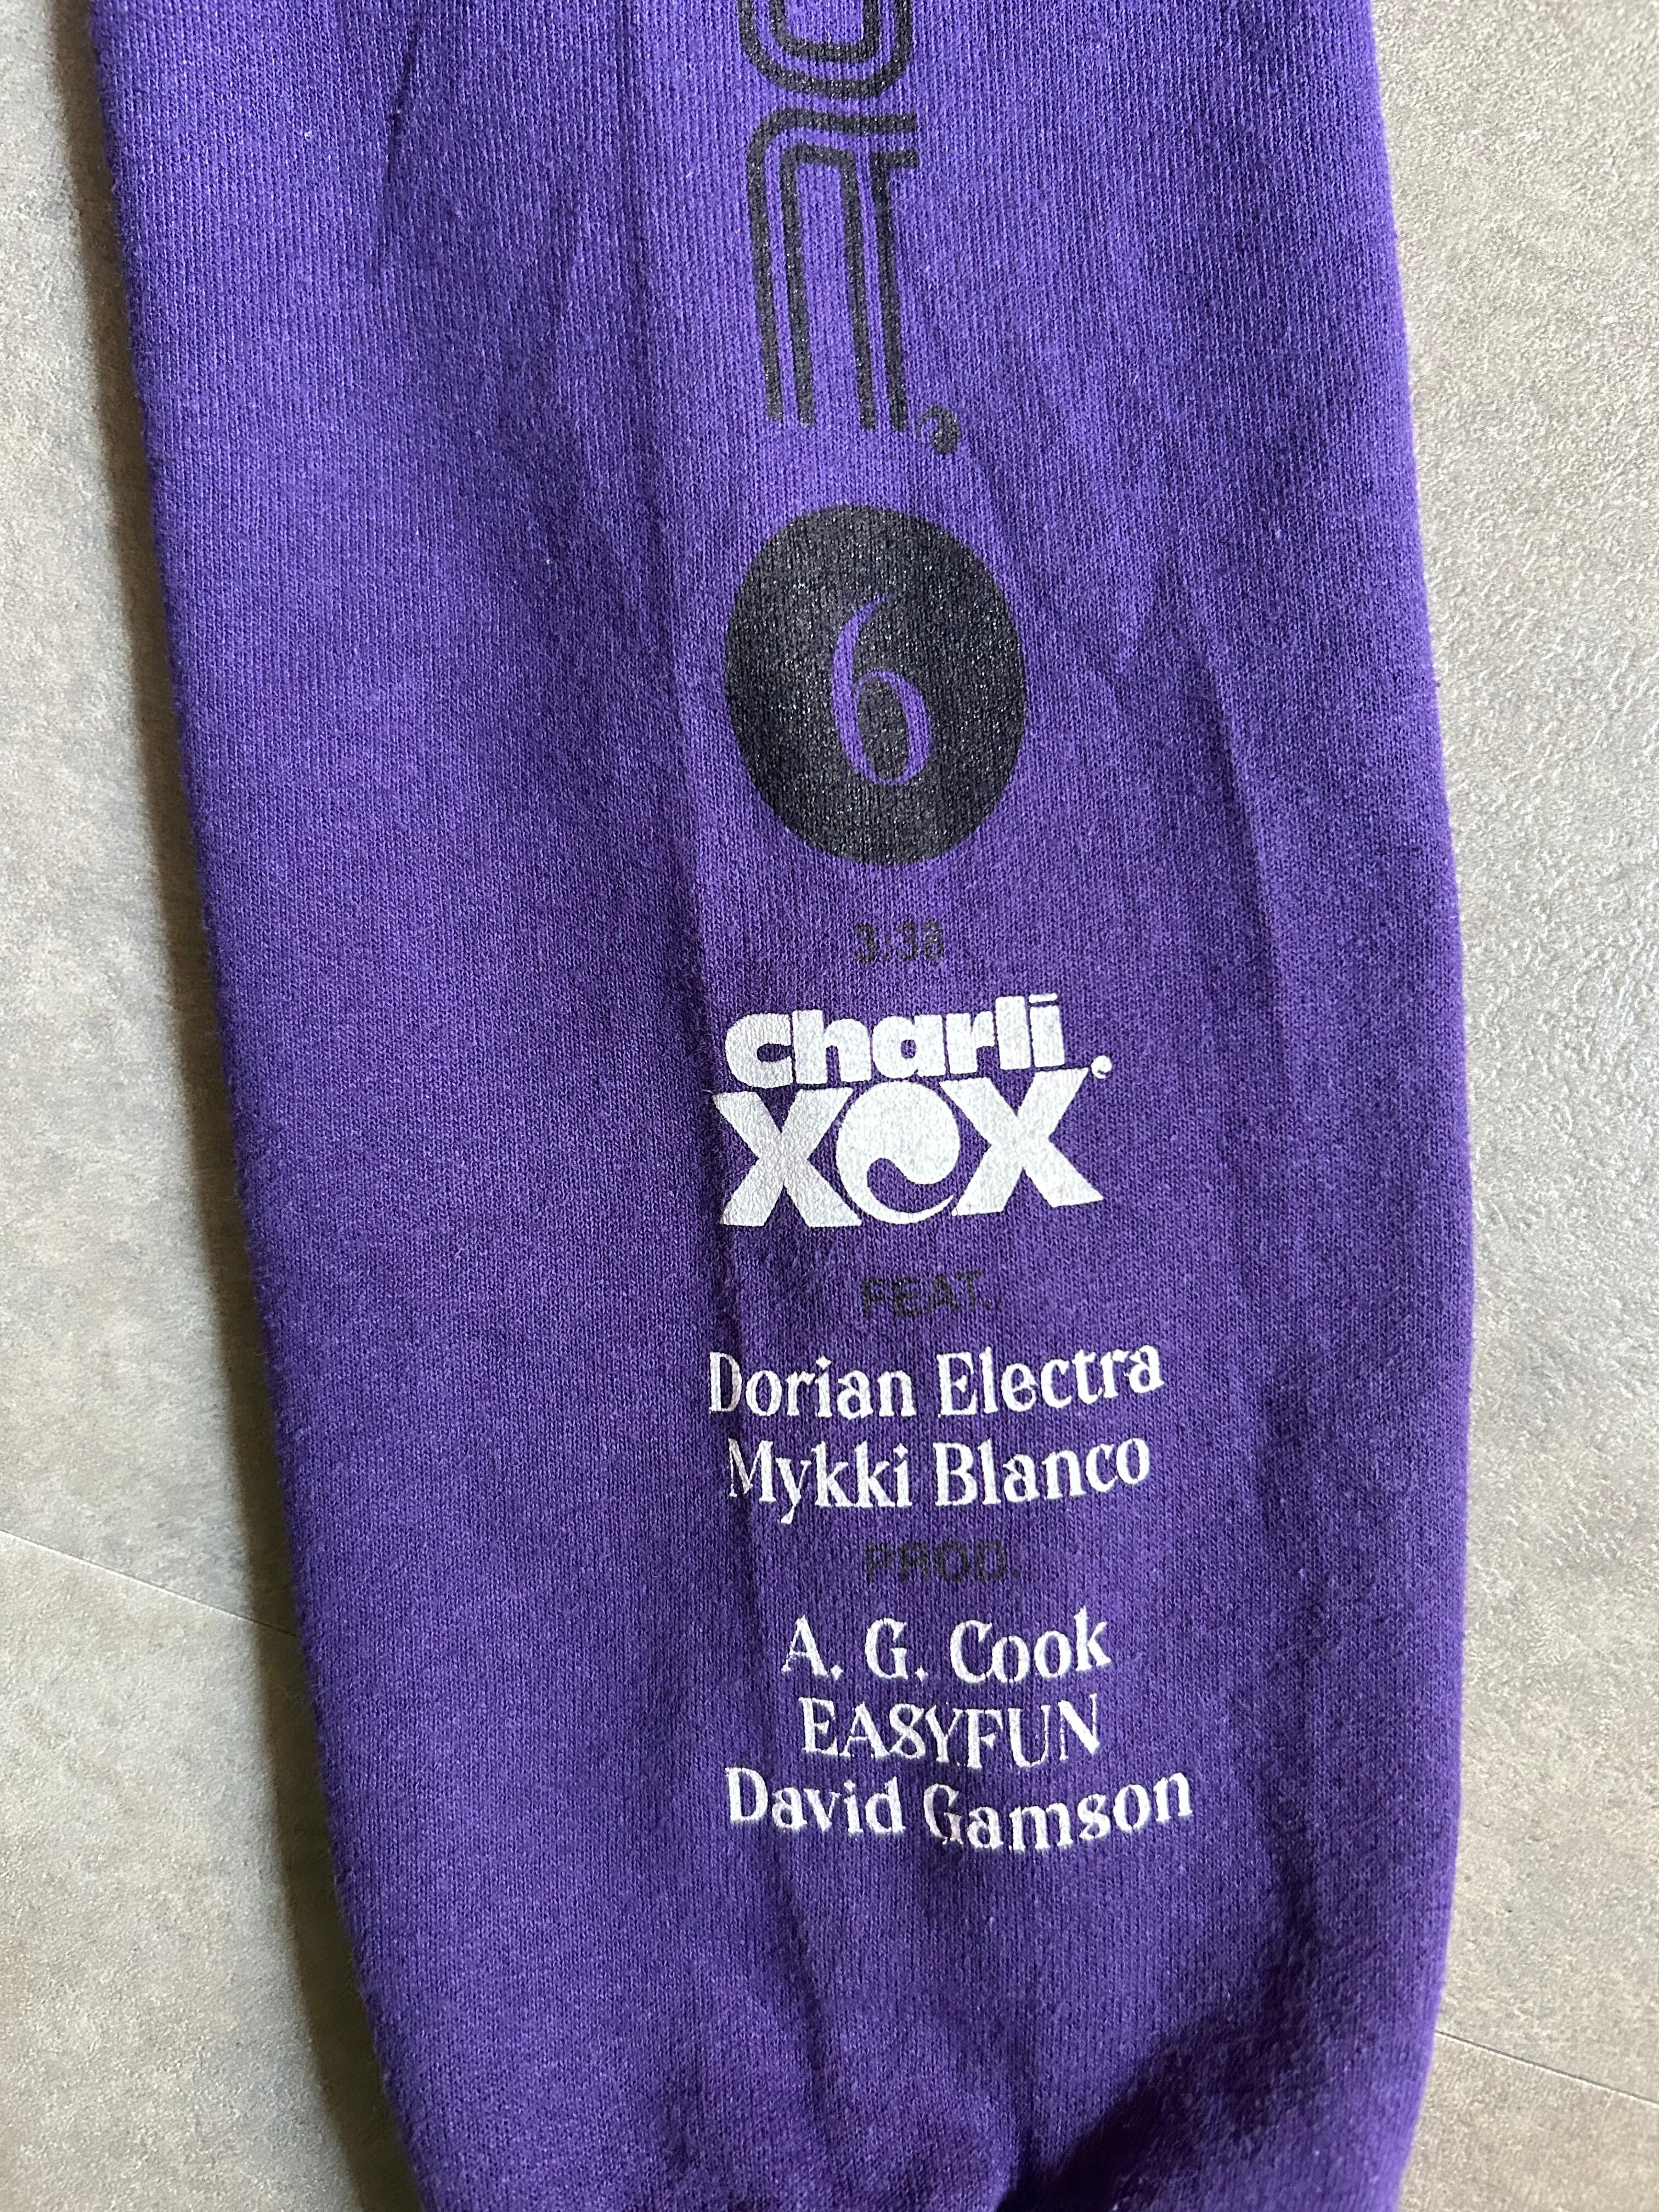 6
3:38
Charli
XCX
FEAT.
Dorian Electra
Mykki Blanco
PROD.
A. G. Cook
EASYFUN
David Gamson